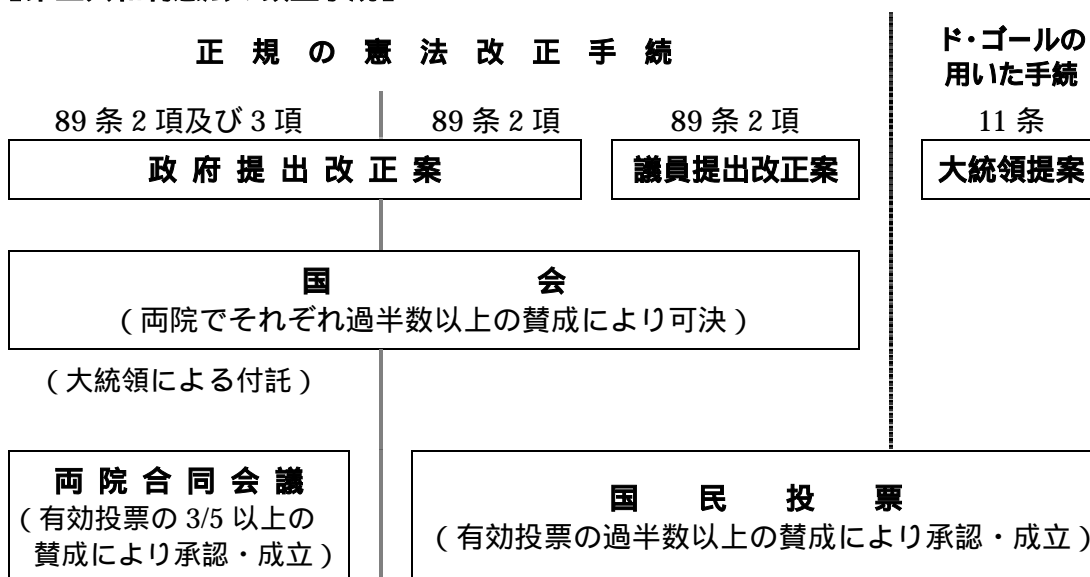 正規の憲法改正手続
ド・ゴールの
用いた手続
89 条 2 項及び 3 項
89 条 2 項
89 条 2 項
11 条
政府提出改正案
議員提出改正案
大統領提案
国会
(両院でそれぞれ過半数以上の賛成により可決)
(大統領による付託)
両院合同会議
(有効投票の 3/5 以上の
賛成により承認・成立)
国民投票
(有効投票の過半数以上の賛成により承認・成立)